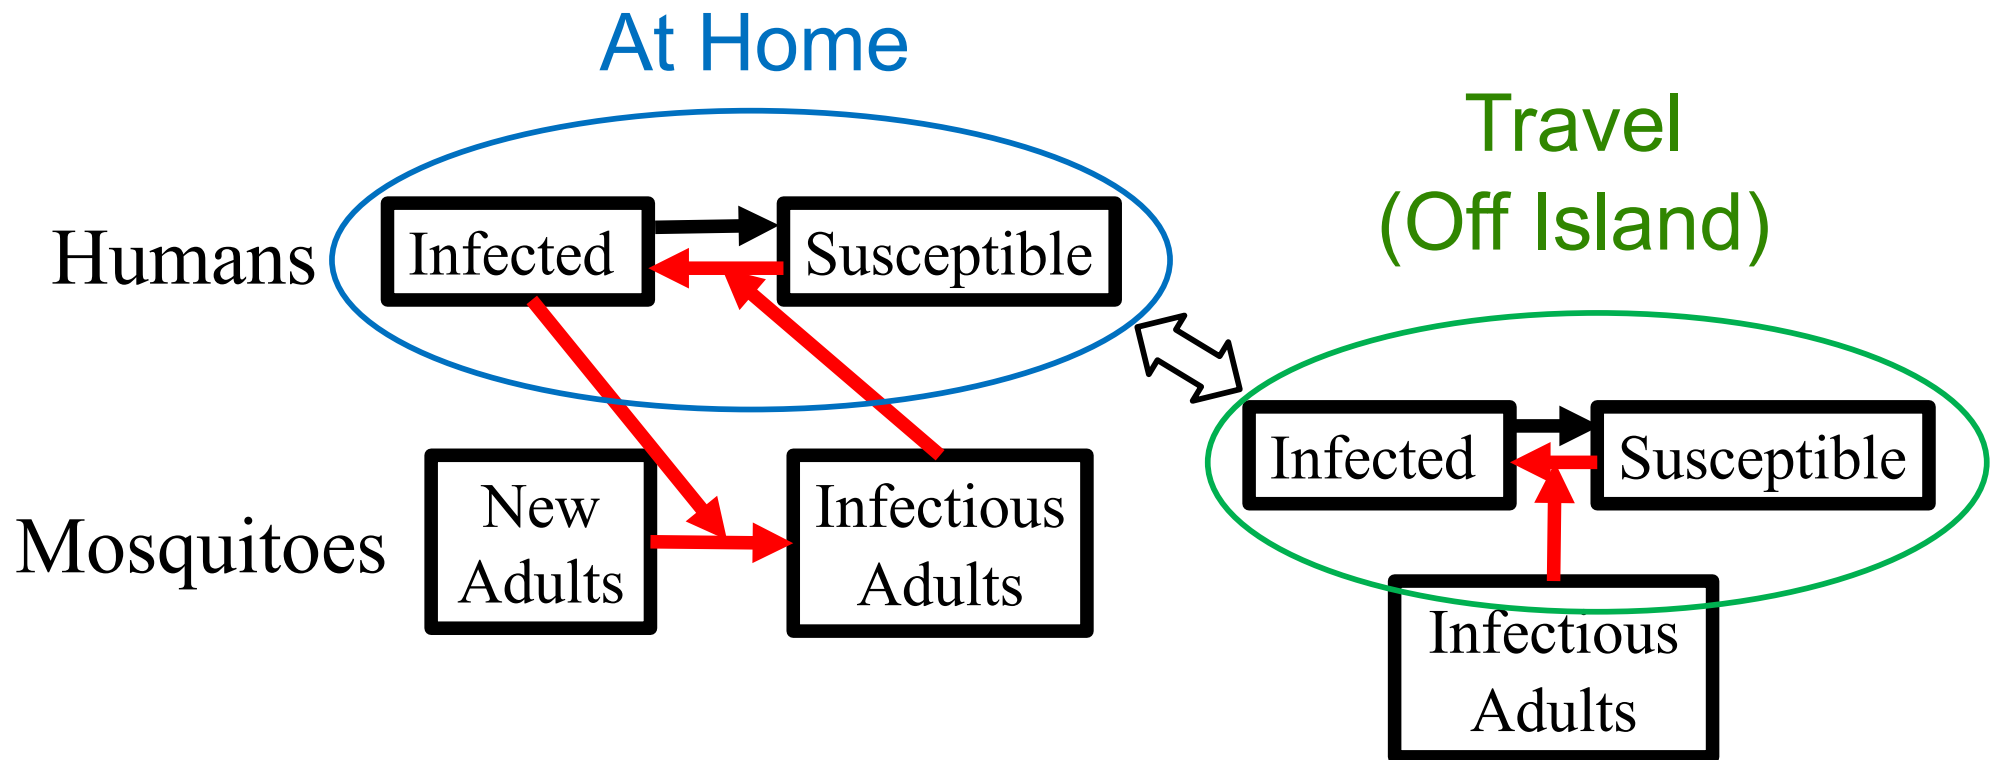 At Home
Travel
(Off Island)
Humans
Infected
Susceptible
Infected
Susceptible
Mosquitoes
New
Adults
Infectious
Adults
Infectious
Adults